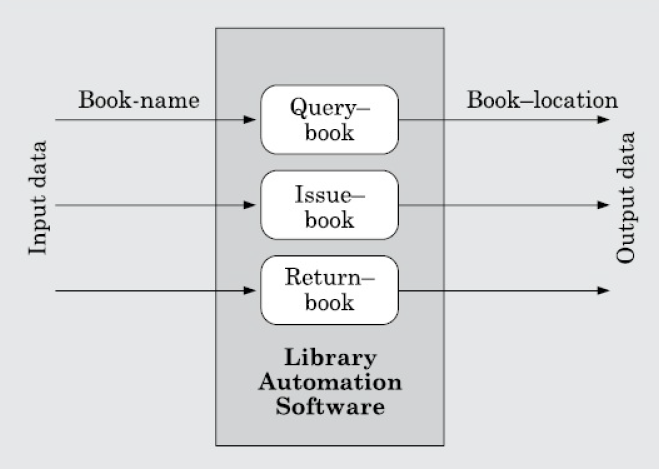 Book-name
Query–
book
Book–location
Input data
Issue–
book
Output data
Return–
book
Library
Automation
Software